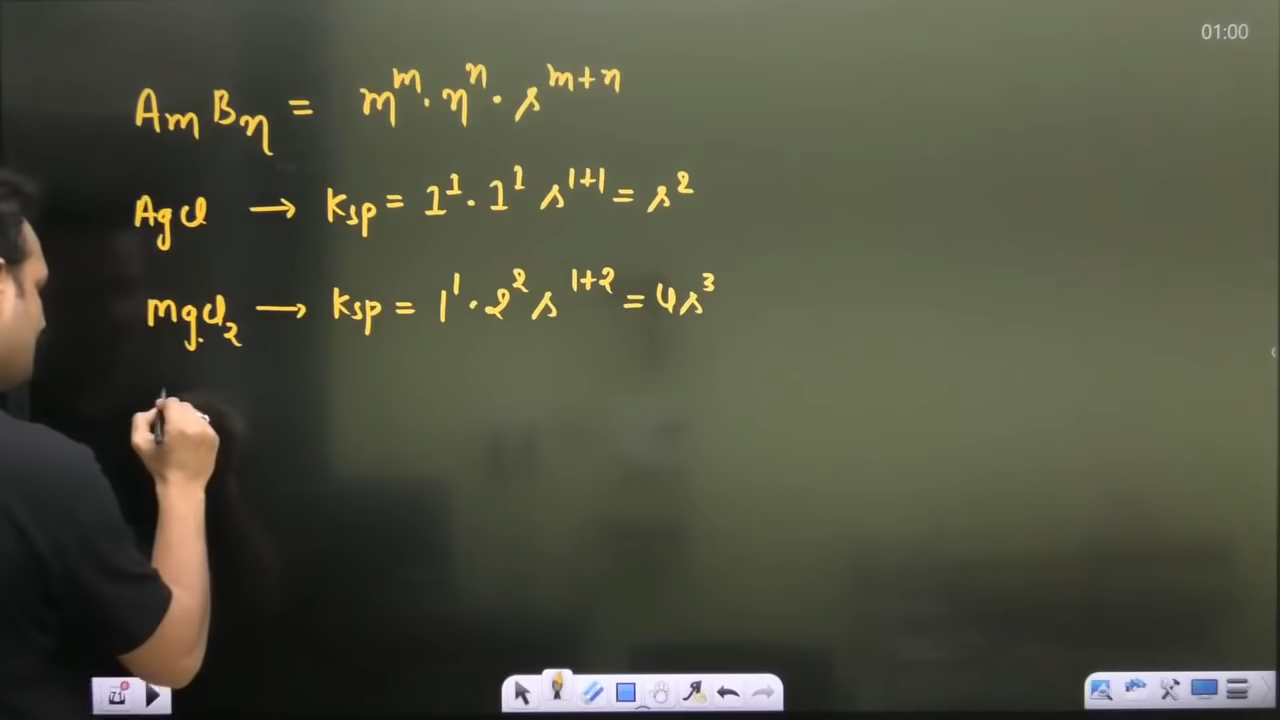 01:00
AmBn = m^m · n^n · s^m+n
AgCl → Ksp = 1^1 · 1^1 s^1+1 = s^2
MgCl2 → Ksp = 1^1 · 2^2 s^1+2 = 4s^3